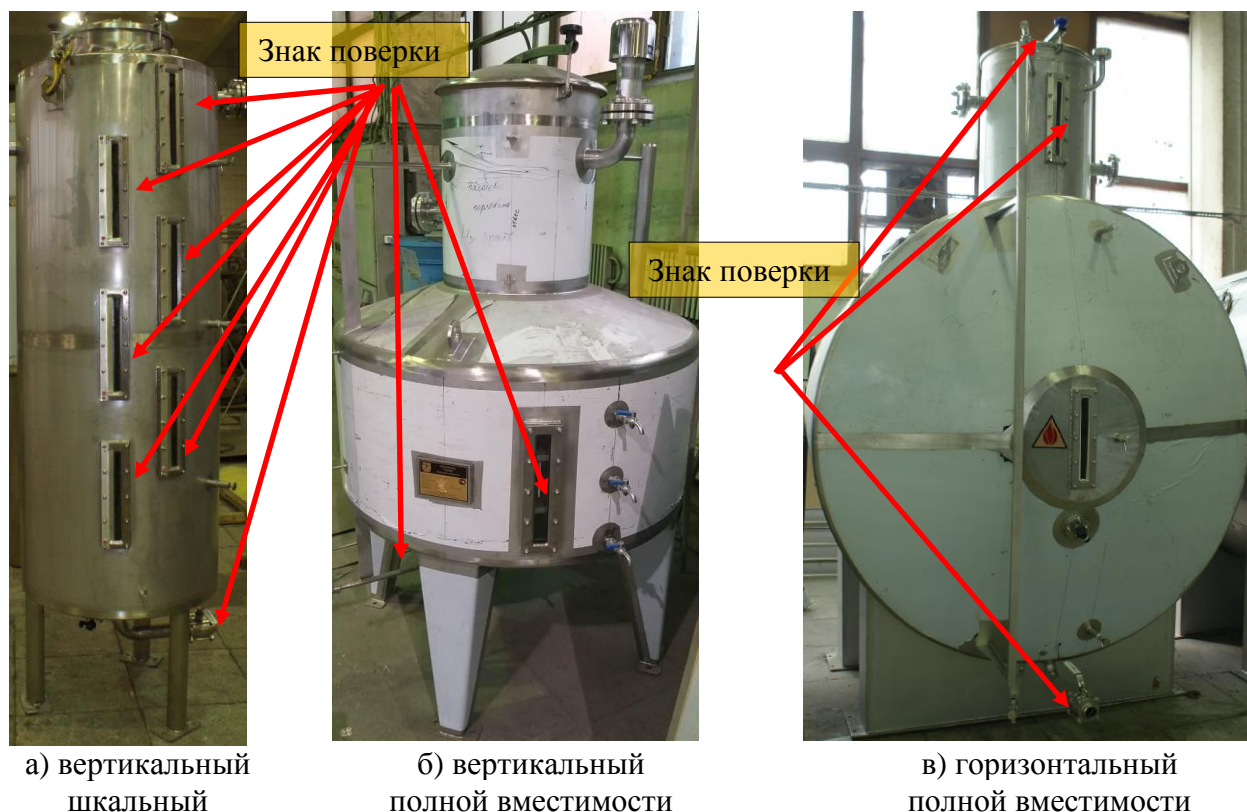 Знак поверки
Знак поверки
а) вертикальный
шкальный
б) вертикальный
полной вместимости
в) горизонтальный
полной вместимости